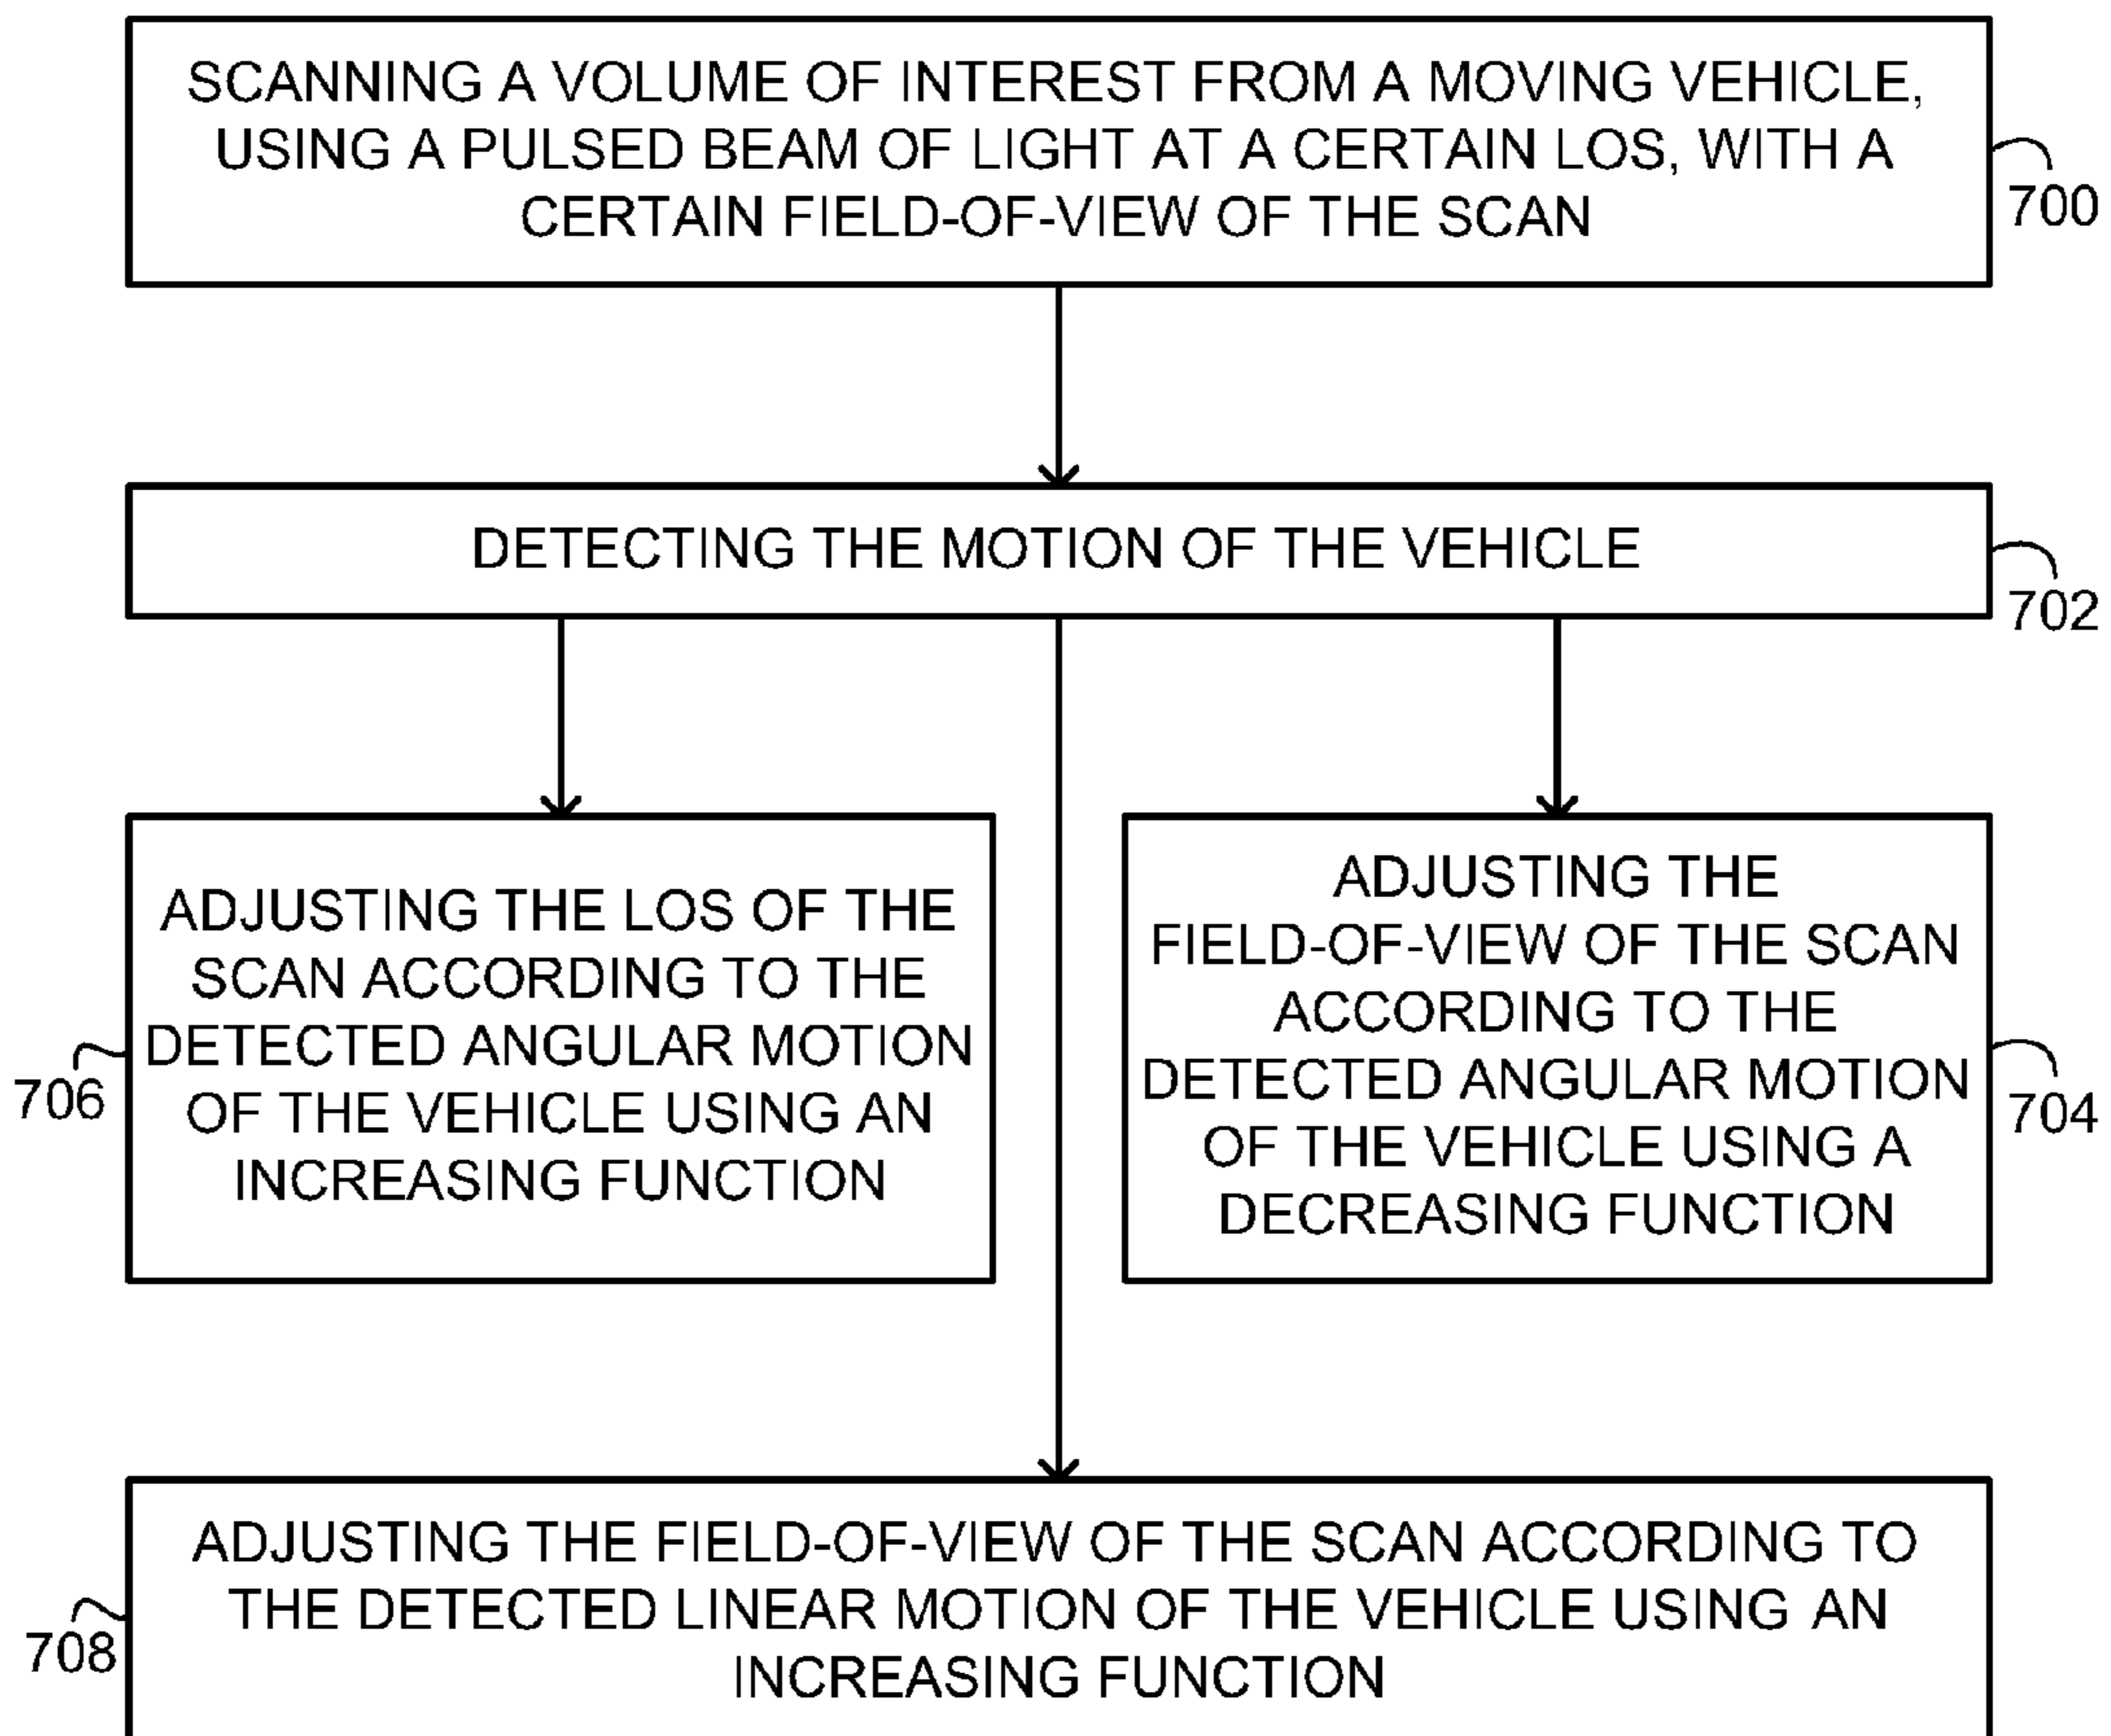 SCANNING A VOLUME OF INTEREST FROM A MOVING VEHICLE,
USING A PULSED BEAM OF LIGHT AT A CERTAIN LOS, WITH A
CERTAIN FIELD-OF-VIEW OF THE SCAN
700
DETECTING THE MOTION OF THE VEHICLE
702
ADJUSTING THE LOS OF THE
SCAN ACCORDING TO THE
DETECTED ANGULAR MOTION
OF THE VEHICLE USING AN
INCREASING FUNCTION
706
ADJUSTING THE
FIELD-OF-VIEW OF THE SCAN
ACCORDING TO THE
DETECTED ANGULAR MOTION
OF THE VEHICLE USING A
DECREASING FUNCTION
704
ADJUSTING THE FIELD-OF-VIEW OF THE SCAN ACCORDING TO
THE DETECTED LINEAR MOTION OF THE VEHICLE USING AN
INCREASING FUNCTION
708